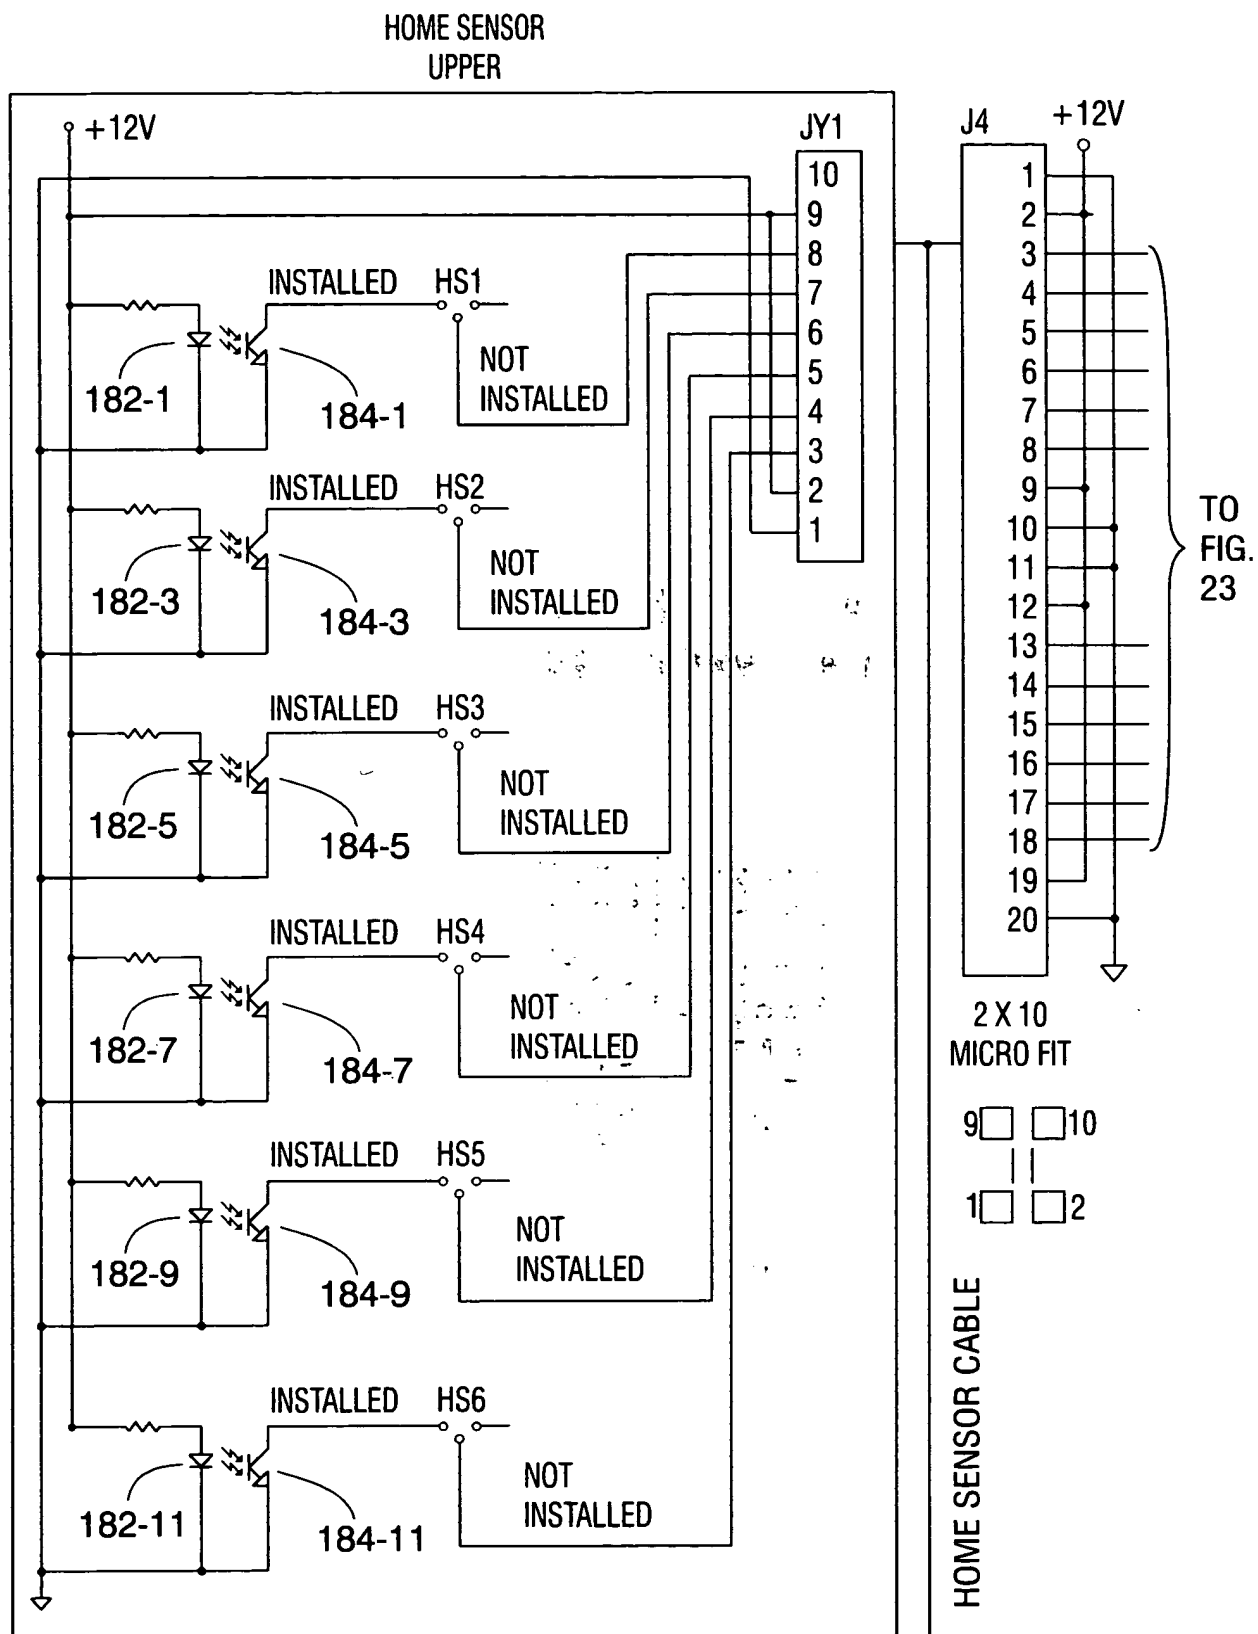 HOME SENSOR
UPPER
+12V
JY1
10
9
8
7
6
5
4
3
2
1
INSTALLED
HS1
NOT
INSTALLED
182-1
184-1
INSTALLED
HS2
NOT
INSTALLED
182-3
184-3
INSTALLED
HS3
NOT
INSTALLED
182-5
184-5
INSTALLED
HS4
NOT
INSTALLED
182-7
184-7
INSTALLED
HS5
NOT
INSTALLED
182-9
184-9
INSTALLED
HS6
NOT
INSTALLED
182-11
184-11
J4
+12V
1
2
3
4
5
6
7
8
9
10
11
12
13
14
15
16
17
18
19
20
TO
FIG.
23
2 X 10
MICRO FIT
9
10
1
2
HOME SENSOR CABLE